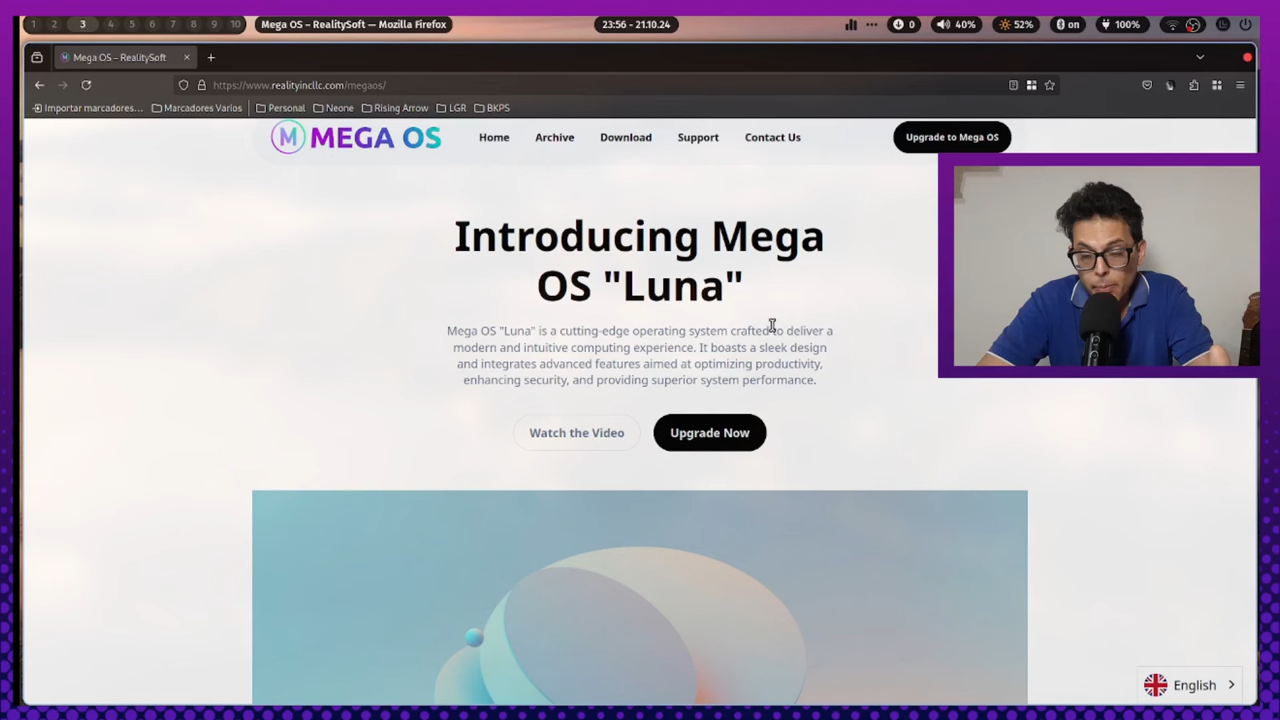 1 2 3 4 5 6 7 8 9 10
Mega OS – RealitySoft — Mozilla Firefox
23:56 - 21.10.24
0
40%
52%
on
100%
Mega OS – RealitySoft
https://www.realityincllc.com/megaos/
Importar marcadores...
Marcadores Varios
Personal
Neone
Rising Arrow
LGR
BKPS
M MEGA OS
Home
Archive
Download
Support
Contact Us
Upgrade to Mega OS
Introducing Mega
OS "Luna"
Mega OS "Luna" is a cutting-edge operating system crafted to deliver a
modern and intuitive computing experience. It boasts a sleek design
and integrates advanced features aimed at optimizing productivity,
enhancing security, and providing superior system performance.
Watch the Video
Upgrade Now
English